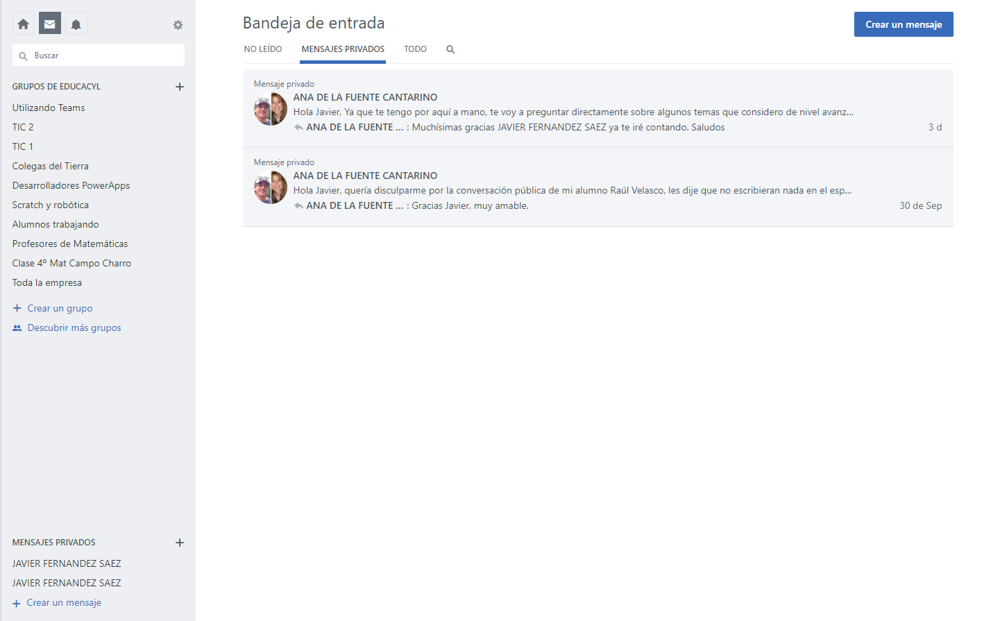 Buscar
GRUPOS DE EDUCACYL
Utilizando Teams
TIC 2
TIC 1
Colegas del Tierra
Desarrolladores PowerApps
Scratch y robótica
Alumnos trabajando
Profesores de Matemáticas
Clase 4º Mat Campo Charro
Toda la empresa
Crear un grupo
Descubrir más grupos
MENSAJES PRIVADOS
JAVIER FERNANDEZ SAEZ
JAVIER FERNANDEZ SAEZ
Crear un mensaje
Bandeja de entrada
Crear un mensaje
NO LEÍDO MENSAJES PRIVADOS TODO
Mensaje privado
ANA DE LA FUENTE CANTARINO
Hola Javier, Ya que te tengo por aquí a mano, te voy a preguntar directamente sobre algunos temas que considero de nivel avanz...
ANA DE LA FUENTE ... : Muchísimas gracias JAVIER FERNANDEZ SAEZ ya te iré contando. Saludos 3 d
Mensaje privado
ANA DE LA FUENTE CANTARINO
Hola Javier, quería disculparme por la conversación pública de mi alumno Raúl Velasco, les dije que no escribieran nada en el esp...
ANA DE LA FUENTE ... : Gracias Javier, muy amable. 30 de Sep